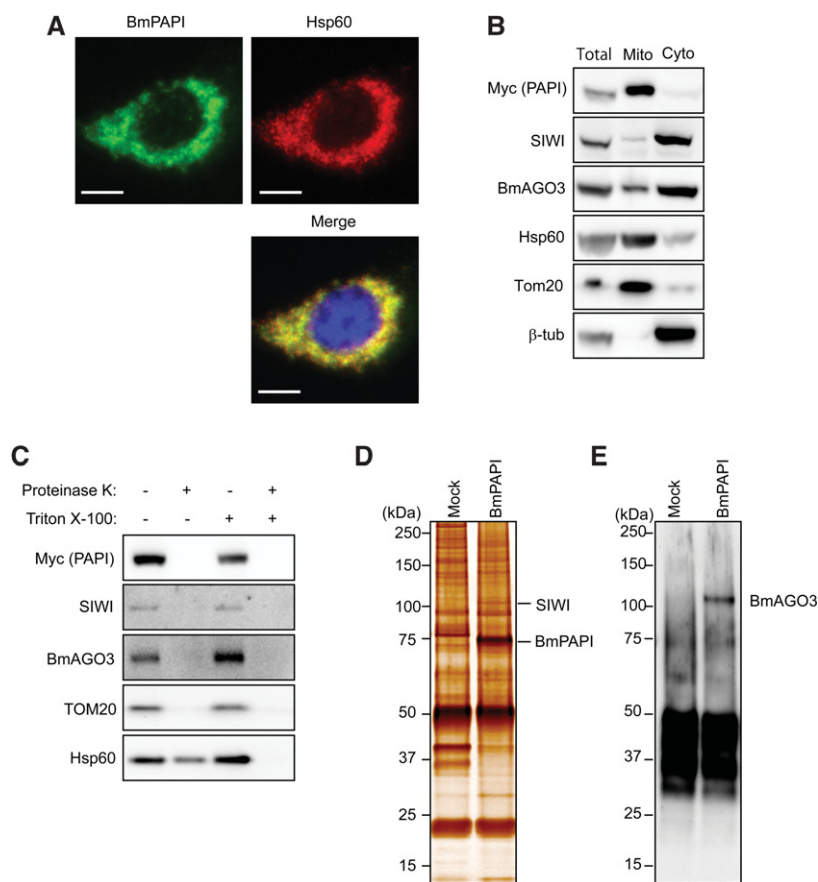 A
BmPAPI Hsp60
Merge
B
Total Mito Cyto
Myc (PAPI)
SIWI
BmAGO3
Hsp60
Tom20
β-tub
C
Proteinase K: - + - +
Triton X-100: - - + +
Myc (PAPI)
SIWI
BmAGO3
TOM20
Hsp60
D
Mock BmPAPI
(kDa)
250
150
100
75
50
37
25
15
SIWI
BmPAPI
E
Mock BmPAPI
(kDa)
250
150
100
75
50
37
25
15
BmAGO3